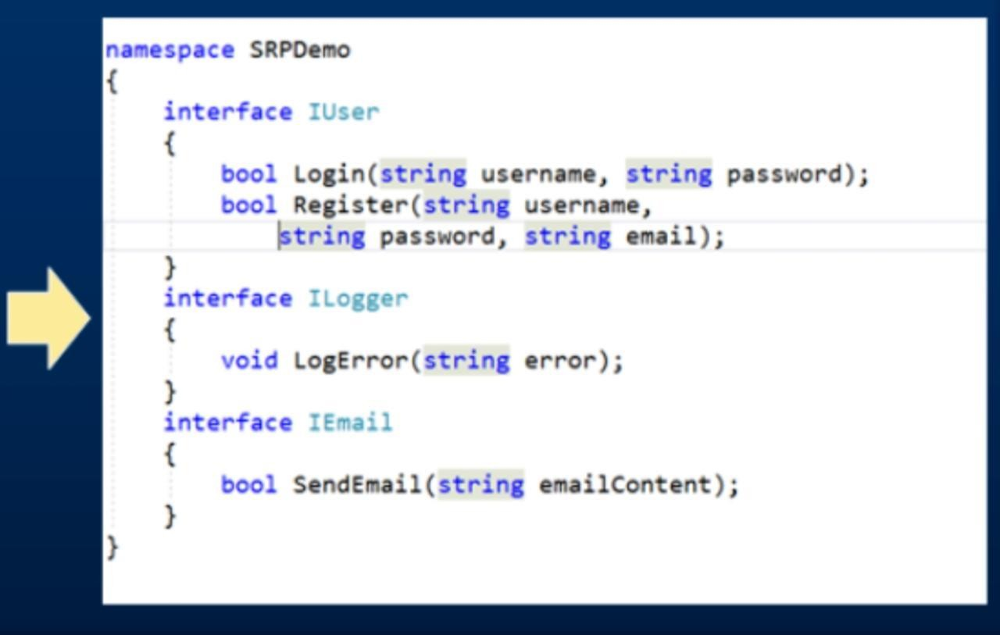 namespace SRPDemo
{
    interface IUser
    {
        bool Login(string username, string password);
        bool Register(string username,
            string password, string email);
    }
    interface ILogger
    {
        void LogError(string error);
    }
    interface IEmail
    {
        bool SendEmail(string emailContent);
    }
}